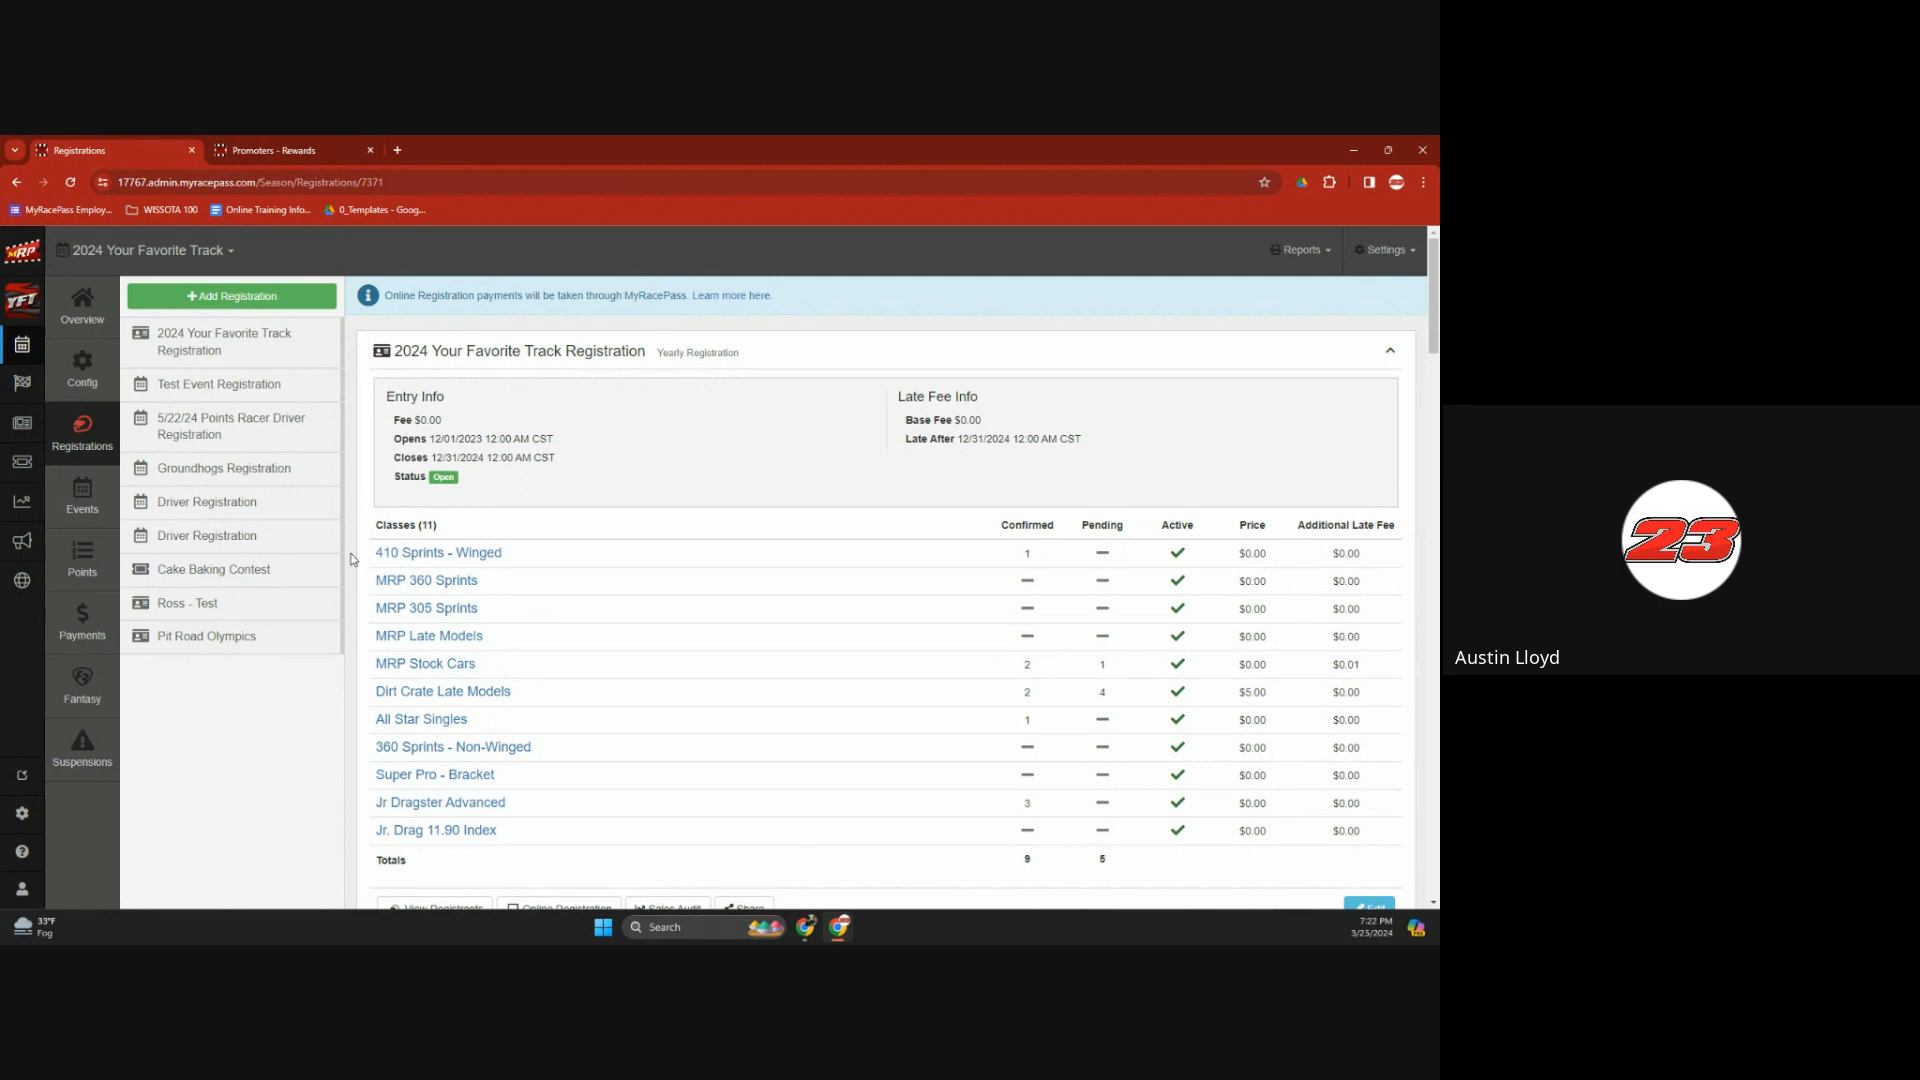 Registrations
Promoters - Rewards
17767.admin.myracepass.com/Season/Registrations/7371
MyRacePass Employ...
WISSOTA 100
Online Training Info...
0_Templates - Goog...
MRP
2024 Your Favorite Track
Reports
Settings
YFT
Overview
Config
Registrations
Events
Points
Payments
Fantasy
Suspensions
+ Add Registration
2024 Your Favorite Track
Registration
Test Event Registration
5/22/24 Points Racer Driver
Registration
Groundhogs Registration
Driver Registration
Driver Registration
Cake Baking Contest
Ross - Test
Pit Road Olympics
Online Registration payments will be taken through MyRacePass. Learn more here.
2024 Your Favorite Track Registration Yearly Registration
Entry Info
Fee $0.00
Opens 12/01/2023 12:00 AM CST
Closes 12/31/2024 12:00 AM CST
Status Open
Late Fee Info
Base Fee $0.00
Late After 12/31/2024 12:00 AM CST
Classes (11) Confirmed Pending Active Price Additional Late Fee
410 Sprints - Winged 1 — $0.00 $0.00
MRP 360 Sprints — — $0.00 $0.00
MRP 305 Sprints — — $0.00 $0.00
MRP Late Models — — $0.00 $0.00
MRP Stock Cars 2 1 $0.00 $0.01
Dirt Crate Late Models 2 4 $5.00 $0.00
All Star Singles 1 — $0.00 $0.00
360 Sprints - Non-Winged — — $0.00 $0.00
Super Pro - Bracket — — $0.00 $0.00
Jr Dragster Advanced 3 — $0.00 $0.00
Jr. Drag 11.90 Index — — $0.00 $0.00
Totals 9 5
View Registrants
Online Registration
Sales Audit
Share
Edit
33°F
Fog
Search
7:22 PM
3/25/2024
23
Austin Lloyd